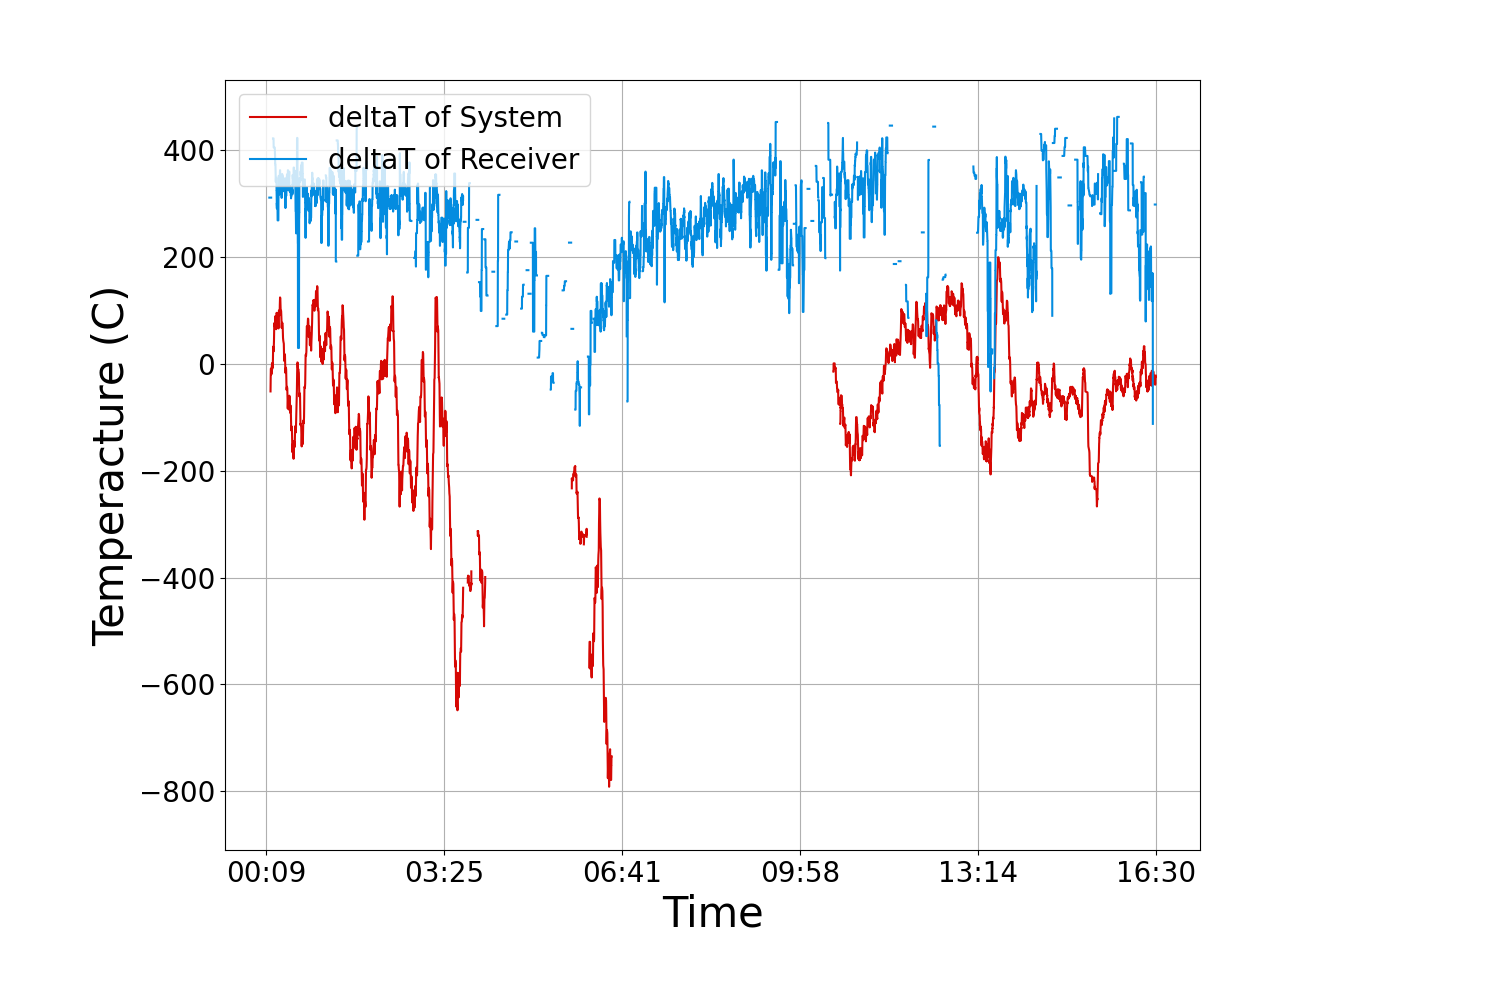 deltaT of System
deltaT of Receiver
400
200
0
−200
−400
−600
−800
Temperacture (C)
00:09 03:25 06:41 09:58 13:14 16:30
Time